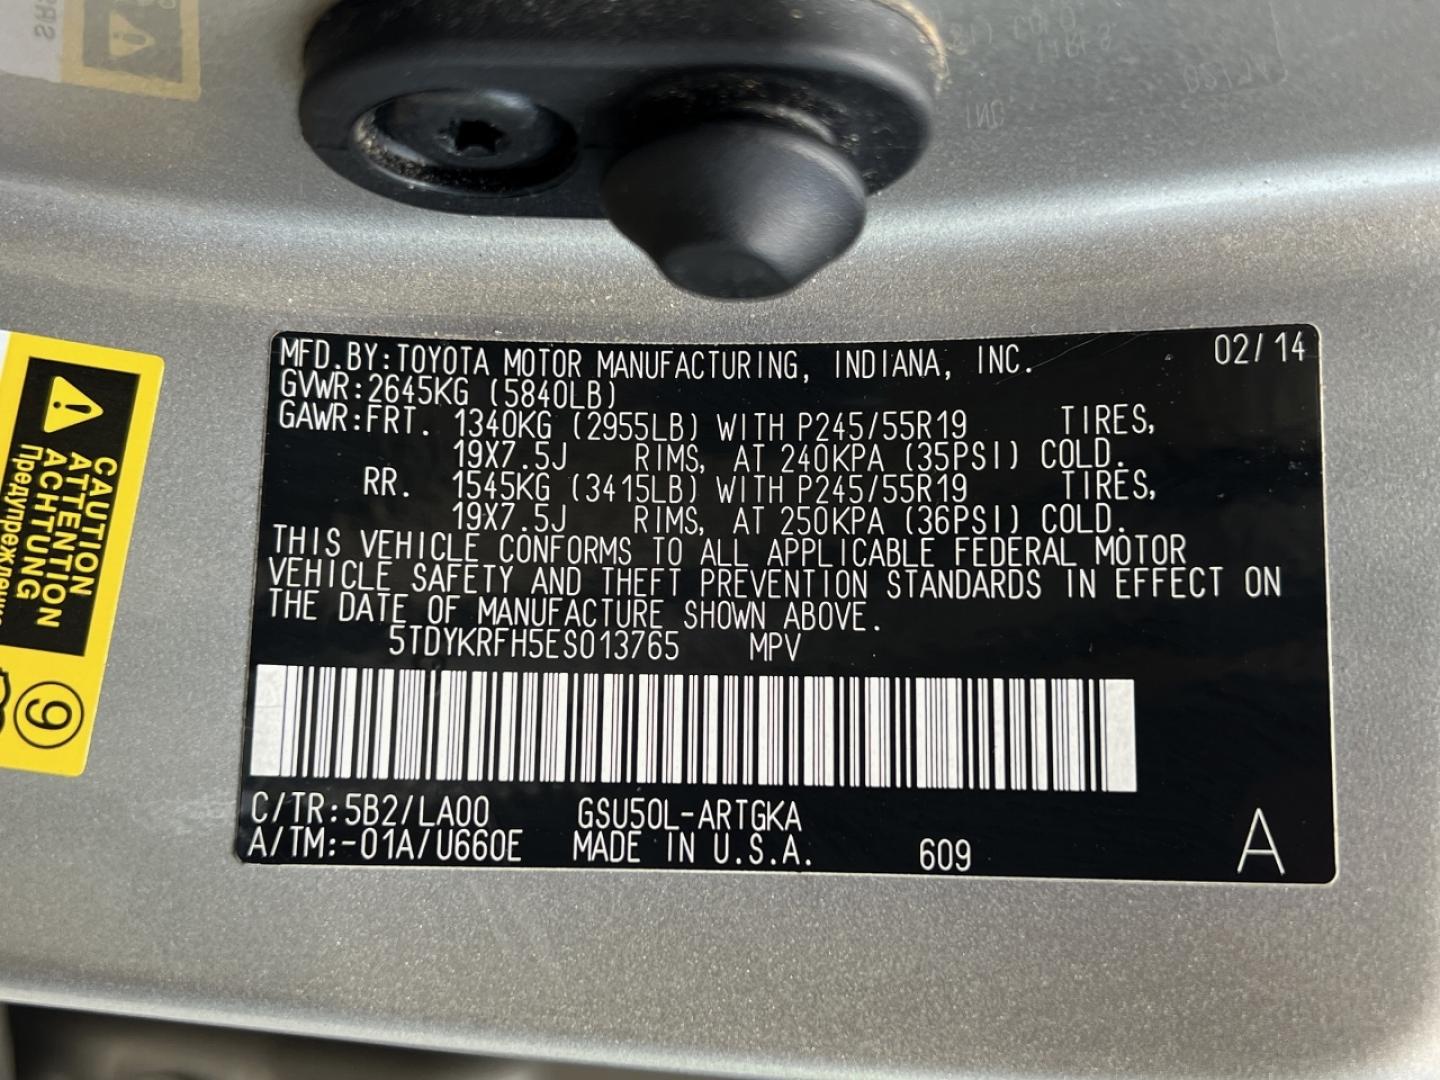 MFD.BY:TOYOTA MOTOR MANUFACTURING, INDIANA, INC. 02/14
GVWR:2645KG (5840LB)
GAWR:FRT. 1340KG (2955LB) WITH P245/55R19 TIRES,
19X7.5J RIMS, AT 240KPA (35PSI) COLD.
RR. 1545KG (3415LB) WITH P245/55R19 TIRES,
19X7.5J RIMS, AT 250KPA (36PSI) COLD.
THIS VEHICLE CONFORMS TO ALL APPLICABLE FEDERAL MOTOR
VEHICLE SAFETY AND THEFT PREVENTION STANDARDS IN EFFECT ON
THE DATE OF MANUFACTURE SHOWN ABOVE.
5TDYKRFH5ES013765 MPV
C/TR:5B2/LA00 GSU50L-ARTGKA
A/TM:-01A/U660E MADE IN U.S.A. 609 A
CAUTION
ATTENTION
ACHTUNG